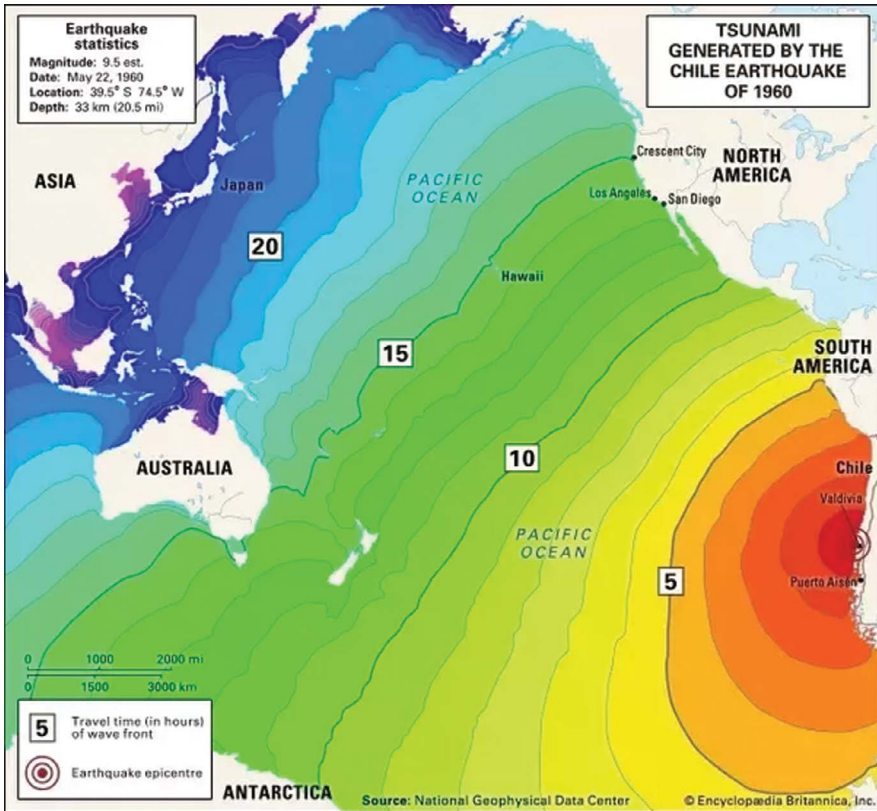 Earthquake
statistics
Magnitude: 9.5 est.
Date: May 22, 1960
Location: 39.5° S 74.5° W
Depth: 33 km (20.5 mi)
TSUNAMI
GENERATED BY THE
CHILE EARTHQUAKE
OF 1960
ASIA
Japan
PACIFIC
OCEAN
Crescent City
NORTH
AMERICA
Los Angeles
San Diego
20
Hawaii
15
SOUTH
AMERICA
10
AUSTRALIA
Chile
Valdivia
PACIFIC
OCEAN
5
Puerto Aisén
0 1000 2000 mi
0 1500 3000 km
5 Travel time (in hours)
of wave front
Earthquake epicentre
ANTARCTICA
Source: National Geophysical Data Center
© Encyclopædia Britannica, Inc.